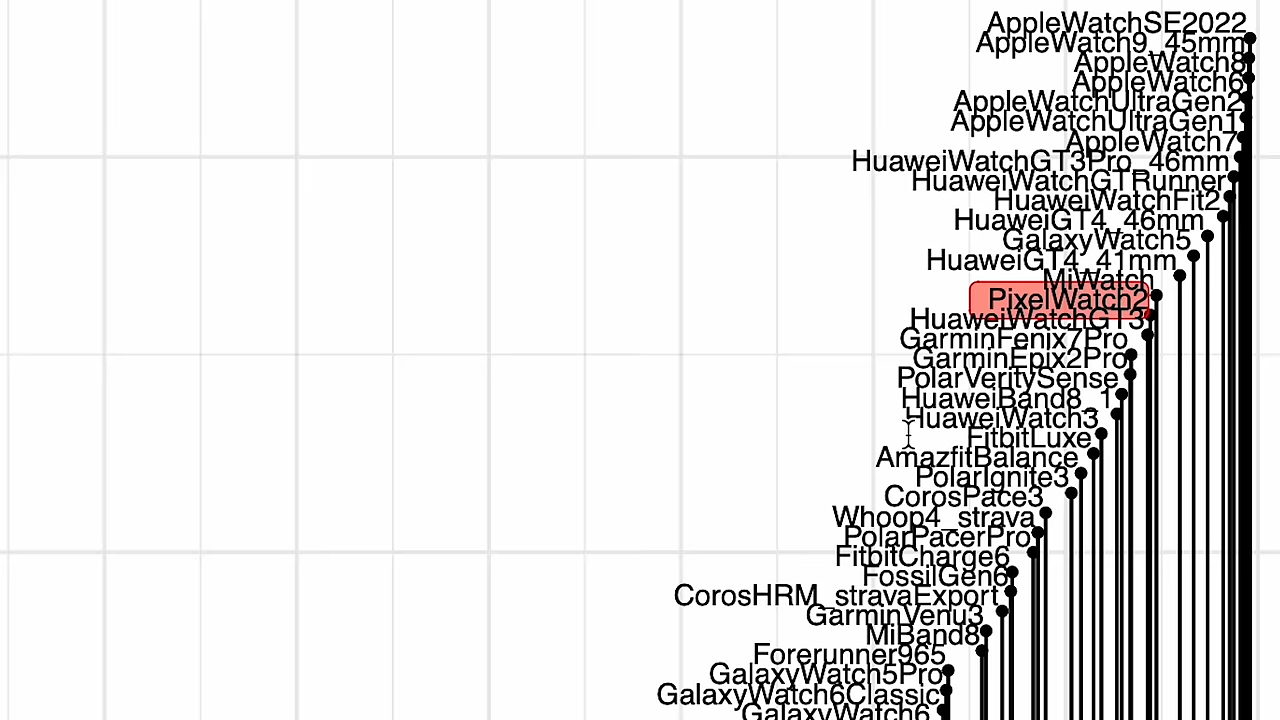 AppleWatchSE2022
AppleWatch9_45mm
AppleWatch8
AppleWatch6
AppleWatchUltraGen2
AppleWatchUltraGen1
AppleWatch7
HuaweiWatchGT3Pro_46mm
HuaweiWatchGTRunner
HuaweiWatchFit2
HuaweiGT4_46mm
GalaxyWatch5
HuaweiGT4_41mm
MiWatch
PixelWatch2
HuaweiWatchGT3
GarminFenix7Pro
GarminEpix2Pro
PolarVeritySense
HuaweiBand8_1
HuaweiWatch3
FitbitLuxe
AmazfitBalance
PolarIgnite3
CorosPace3
Whoop4_strava
PolarPacerPro
FitbitCharge6
FossilGen6
CorosHRM_stravaExport
GarminVenu3
MiBand8
Forerunner965
GalaxyWatch5Pro
GalaxyWatch6Classic
GalaxyWatch6